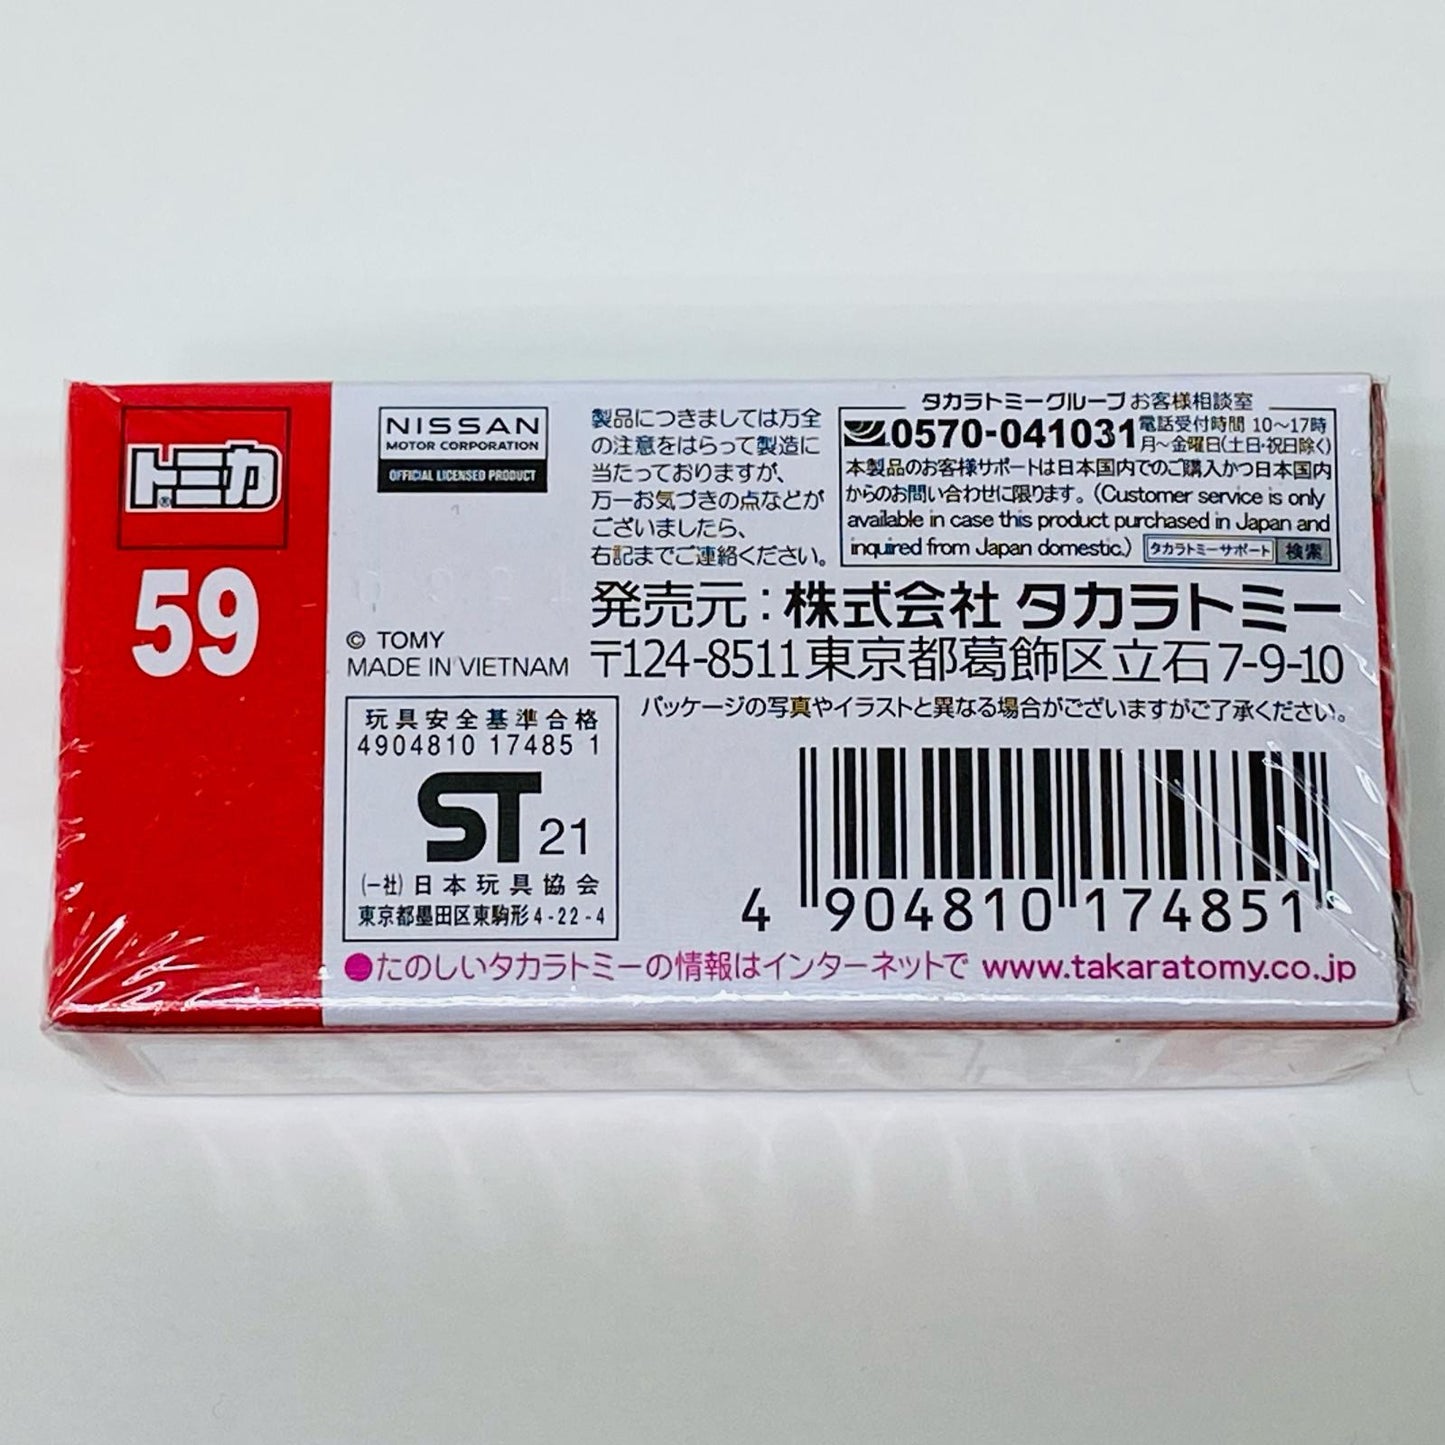 トミカ
59
NISSAN
MOTOR CORPORATION
OFFICIAL LICENSED PRODUCT
© TOMY
MADE IN VIETNAM
製品につきましては万全
の注意をはらって製造に
当たっておりますが、
万一お気づきの点などが
ございましたら、
右記までご連絡ください。
タカラトミーグループお客様相談室
0570-041031
電話受付時間 10〜17時
月〜金曜日(土日・祝日除く)
本製品のお客様サポートは日本国内でのご購入かつ日本国内
からのお問い合わせに限ります。(Customer service is only
available in case this product purchased in Japan and
inquired from Japan domestic.) タカラトミーサポート 検索
発売元:株式会社 タカラトミー
〒124-8511東京都葛飾区立石7-9-10
パッケージの写真やイラストと異なる場合がございますがご了承ください。
玩具安全基準合格
4904810 17485 1
ST 21
(一社)日本玩具協会
東京都墨田区東駒形4-22-4
4 904810 174851
●たのしいタカラトミーの情報はインターネットで www.takaratomy.co.jp